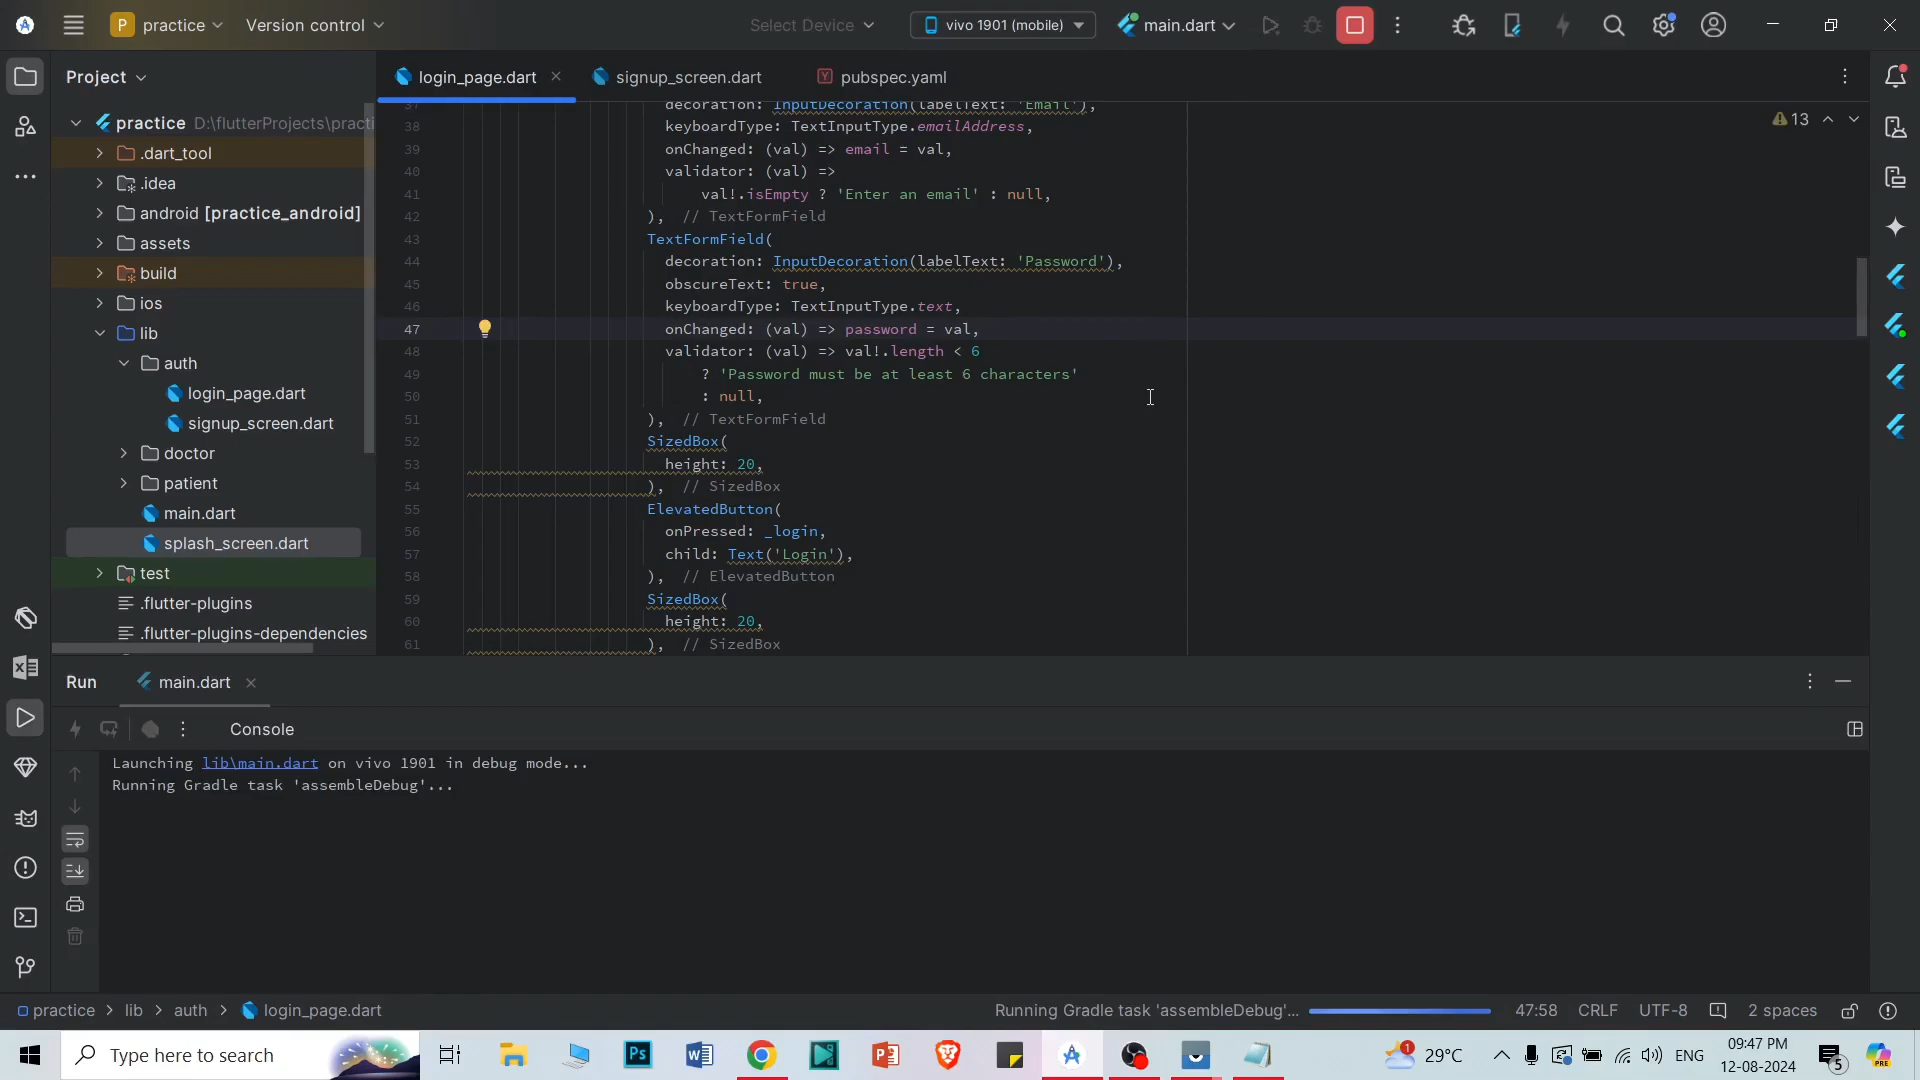 P practice
Version control
Select Device
vivo 1901 (mobile)
main.dart
Project
login_page.dart
signup_screen.dart
Y pubspec.yaml
practice D:\flutterProjects\practi
.dart_tool
.idea
android [practice_android]
assets
build
ios
lib
auth
login_page.dart
signup_screen.dart
doctor
patient
main.dart
splash_screen.dart
test
.flutter-plugins
.flutter-plugins-dependencies
13
37 decoration: InputDecoration(labelText: 'Email'),
38 keyboardType: TextInputType.emailAddress,
39 onChanged: (val) => email = val,
40 validator: (val) =>
41 val!.isEmpty ? 'Enter an email' : null,
42 ), // TextFormField
43 TextFormField(
44 decoration: InputDecoration(labelText: 'Password'),
45 obscureText: true,
46 keyboardType: TextInputType.text,
47 onChanged: (val) => password = val,
48 validator: (val) => val!.length < 6
49 ? 'Password must be at least 6 characters'
50 : null,
51 ), // TextFormField
52 SizedBox(
53 height: 20,
54 ), // SizedBox
55 ElevatedButton(
56 onPressed: _login,
57 child: Text('Login'),
58 ), // ElevatedButton
59 SizedBox(
60 height: 20,
61 ), // SizedBox
Run
main.dart
Console
Launching lib\main.dart on vivo 1901 in debug mode...
Running Gradle task 'assembleDebug'...
practice > lib > auth > login_page.dart
Running Gradle task 'assembleDebug'...
47:58
CRLF
UTF-8
2 spaces
Type here to search
Ps
W
P
1
29°C
ENG
09:47 PM
12-08-2024
5
PRE